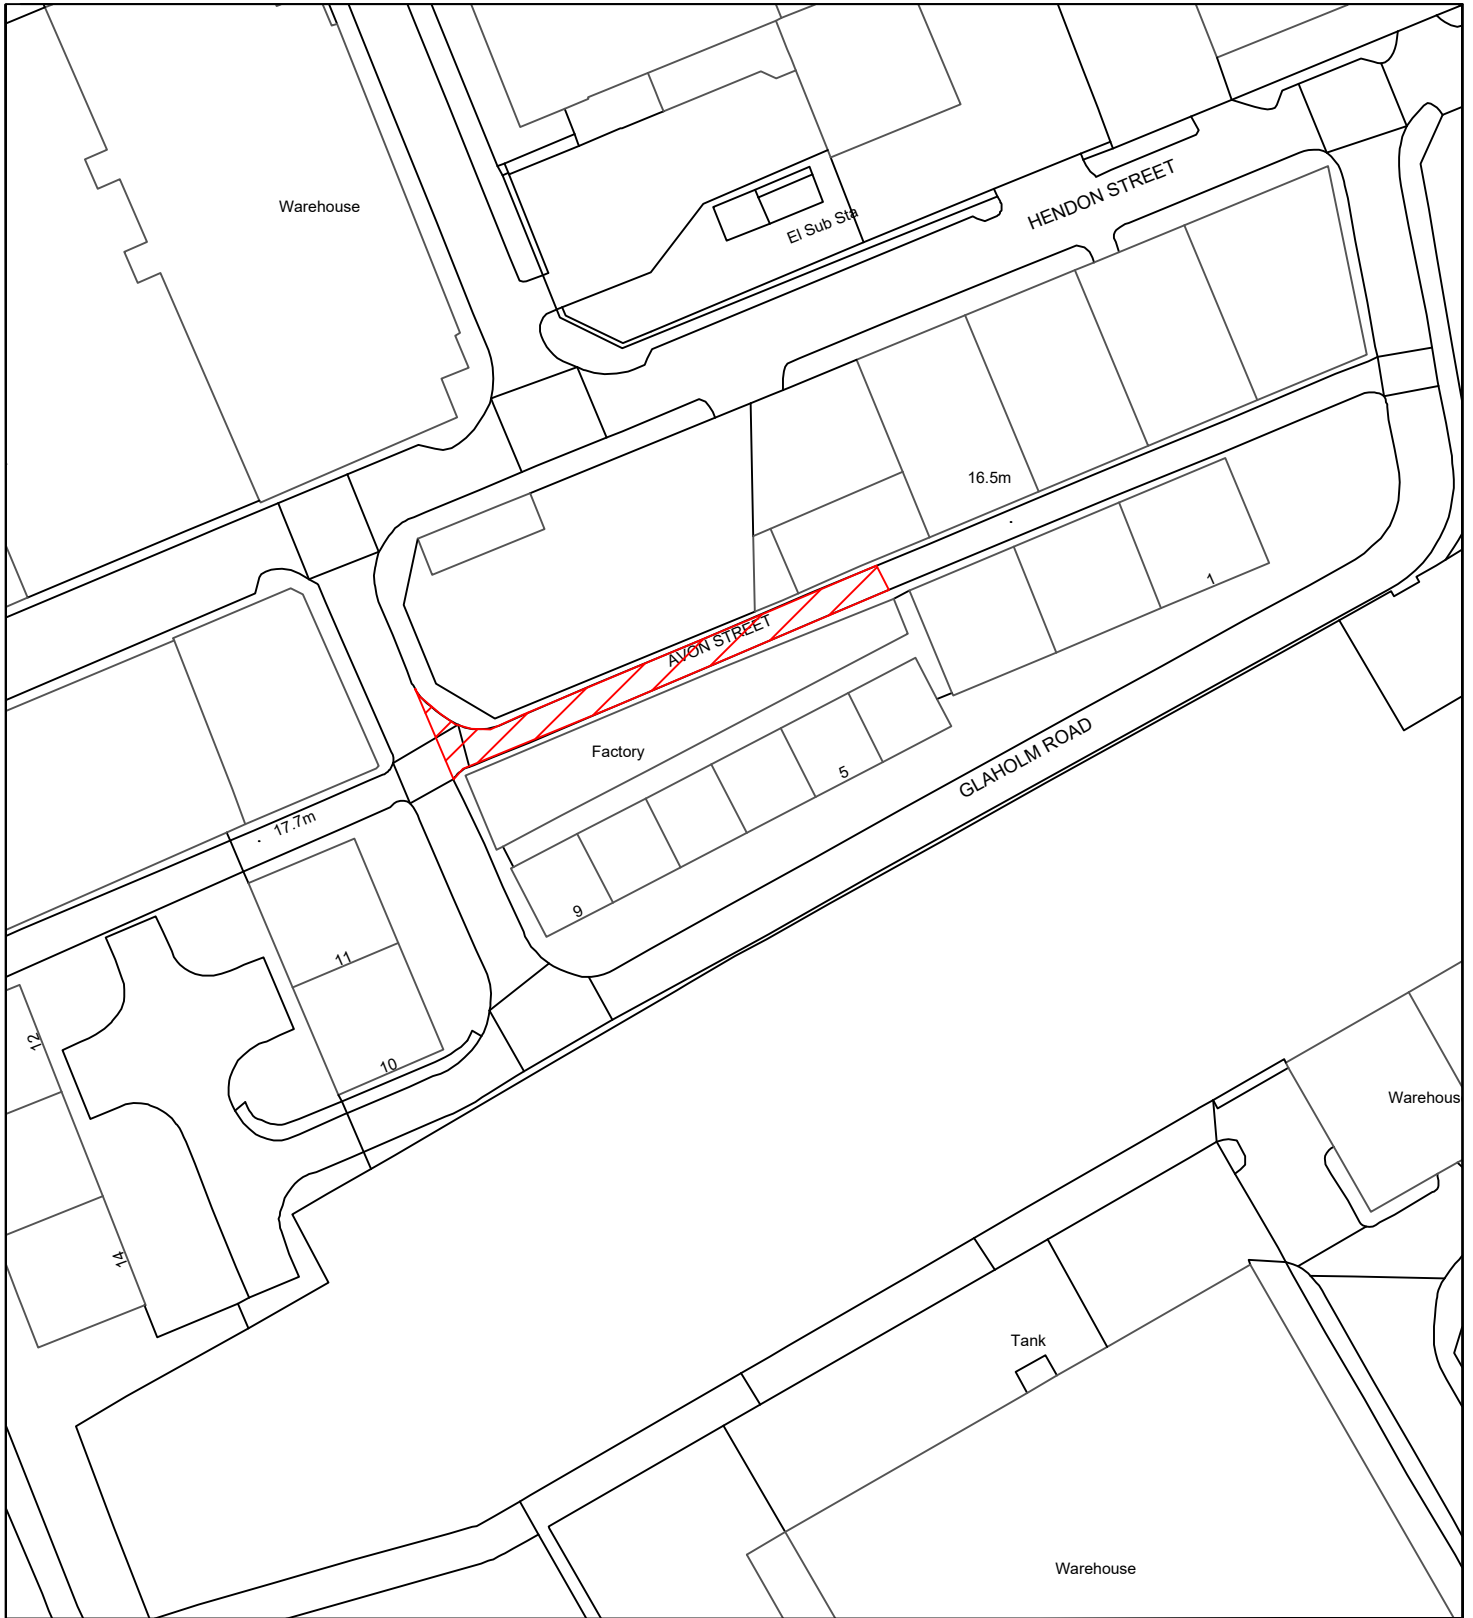 Warehouse
El Sub Sta
HENDON STREET
16.5m
1
AVON STREET
Factory
GLAHOLM ROAD
5
17.7m
9
11
12
10
Warehous
14
Tank
Warehouse